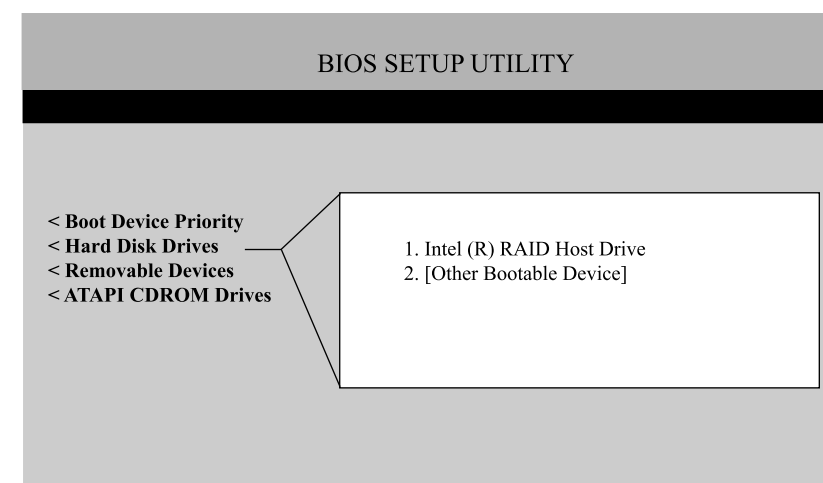 BIOS SETUP UTILITY
< Boot Device Priority
< Hard Disk Drives
< Removable Devices
< ATAPI CDROM Drives
1. Intel (R) RAID Host Drive
2. [Other Bootable Device]